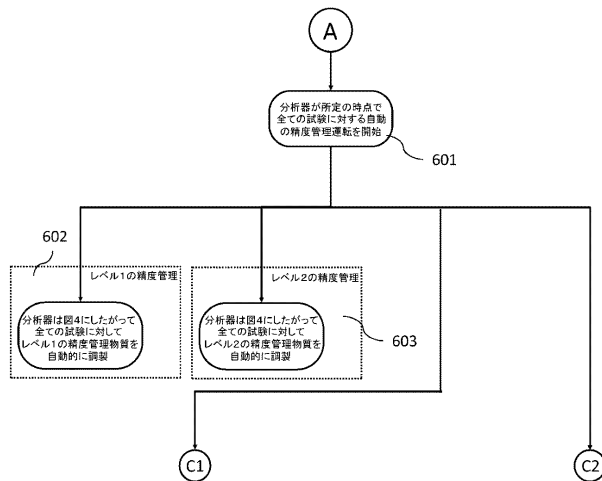 A
分析器が所定の時点で
全ての試験に対する自動
の精度管理運転を開始
601
602
レベル1の精度管理
レベル2の精度管理
分析器は図4にしたがって
全ての試験に対して
レベル1の精度管理物質を
自動的に調製
分析器は図4にしたがって
全ての試験に対して
レベル2の精度管理物質を
自動的に調製
603
C1
C2